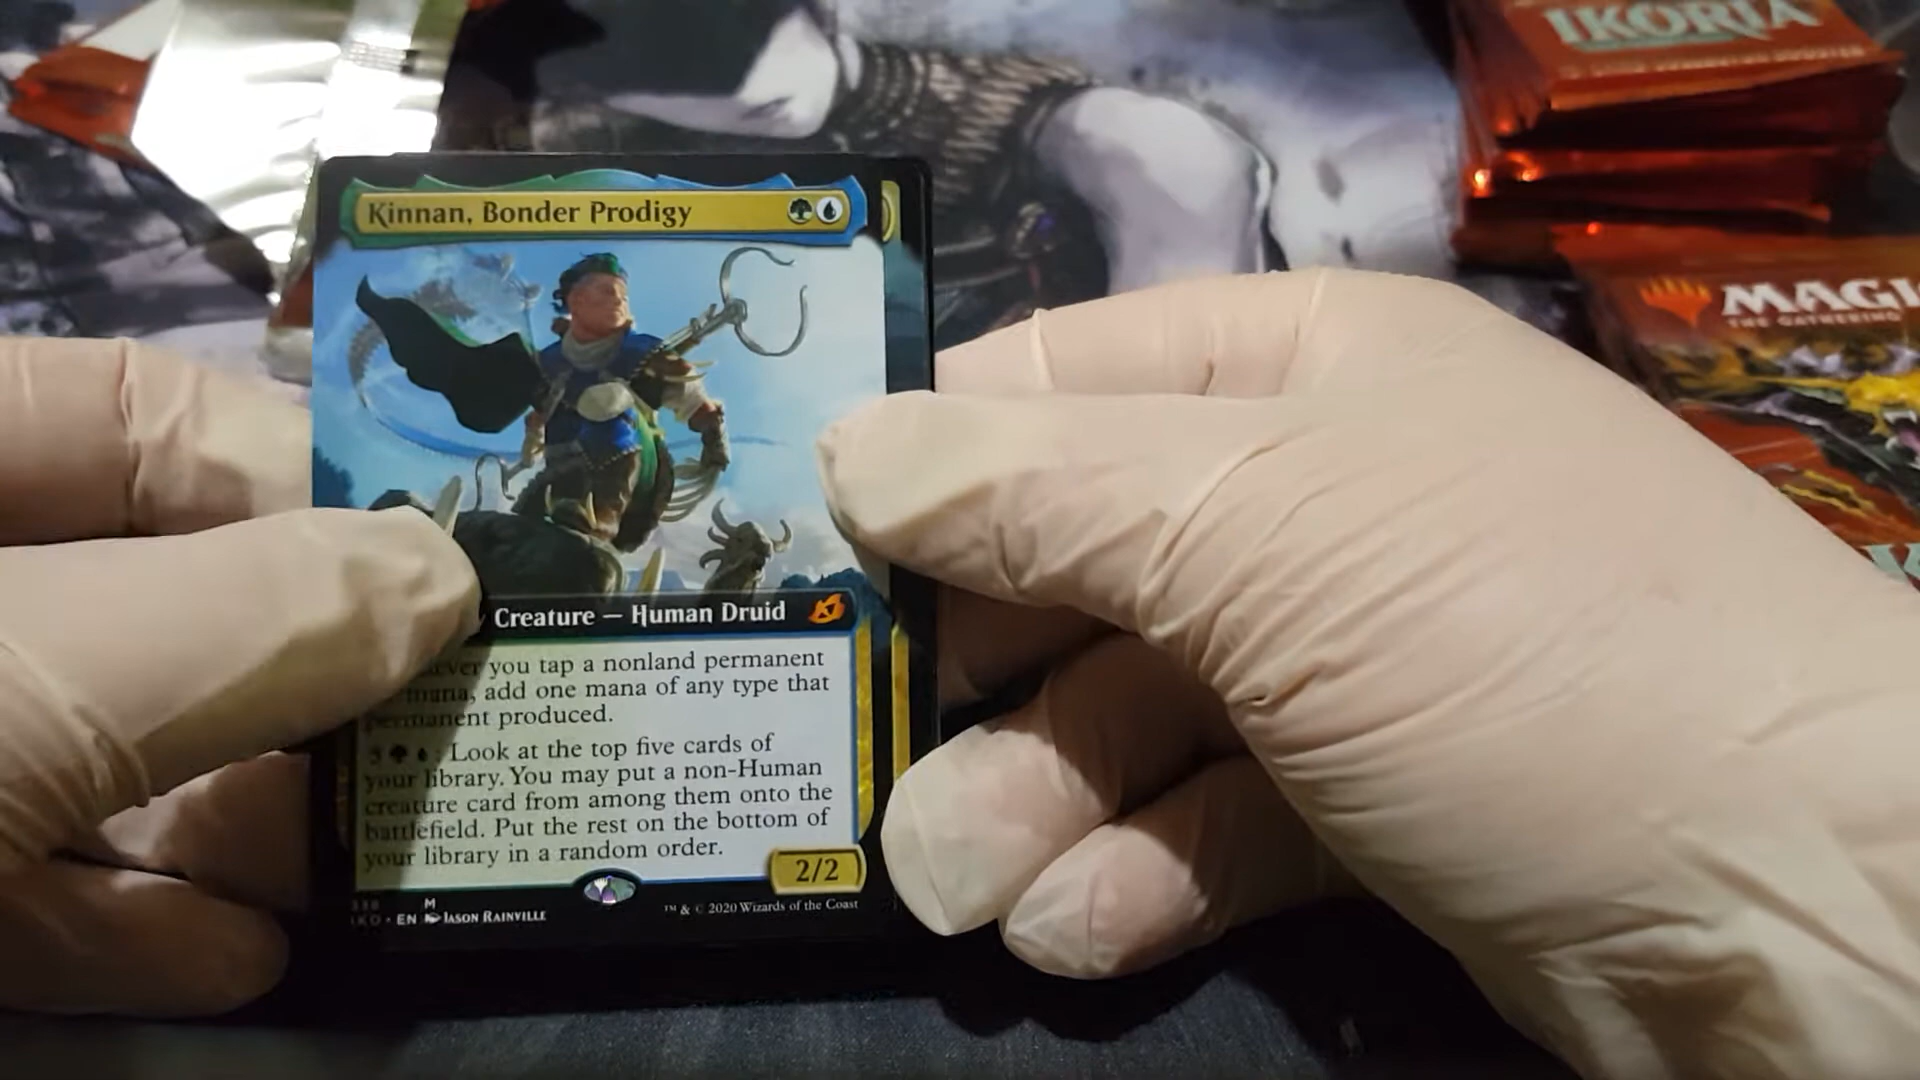 IKORIA
MAGI
THE GATHERING
Kinnan, Bonder Prodigy
Creature — Human Druid
you tap a nonland permanent
mana, add one mana of any type that
permanent produced.
5 : Look at the top five cards of
your library. You may put a non-Human
creature card from among them onto the
battlefield. Put the rest on the bottom of
your library in a random order.
2/2
M
IKO • EN Jason Rainville
™ & © 2020 Wizards of the Coast